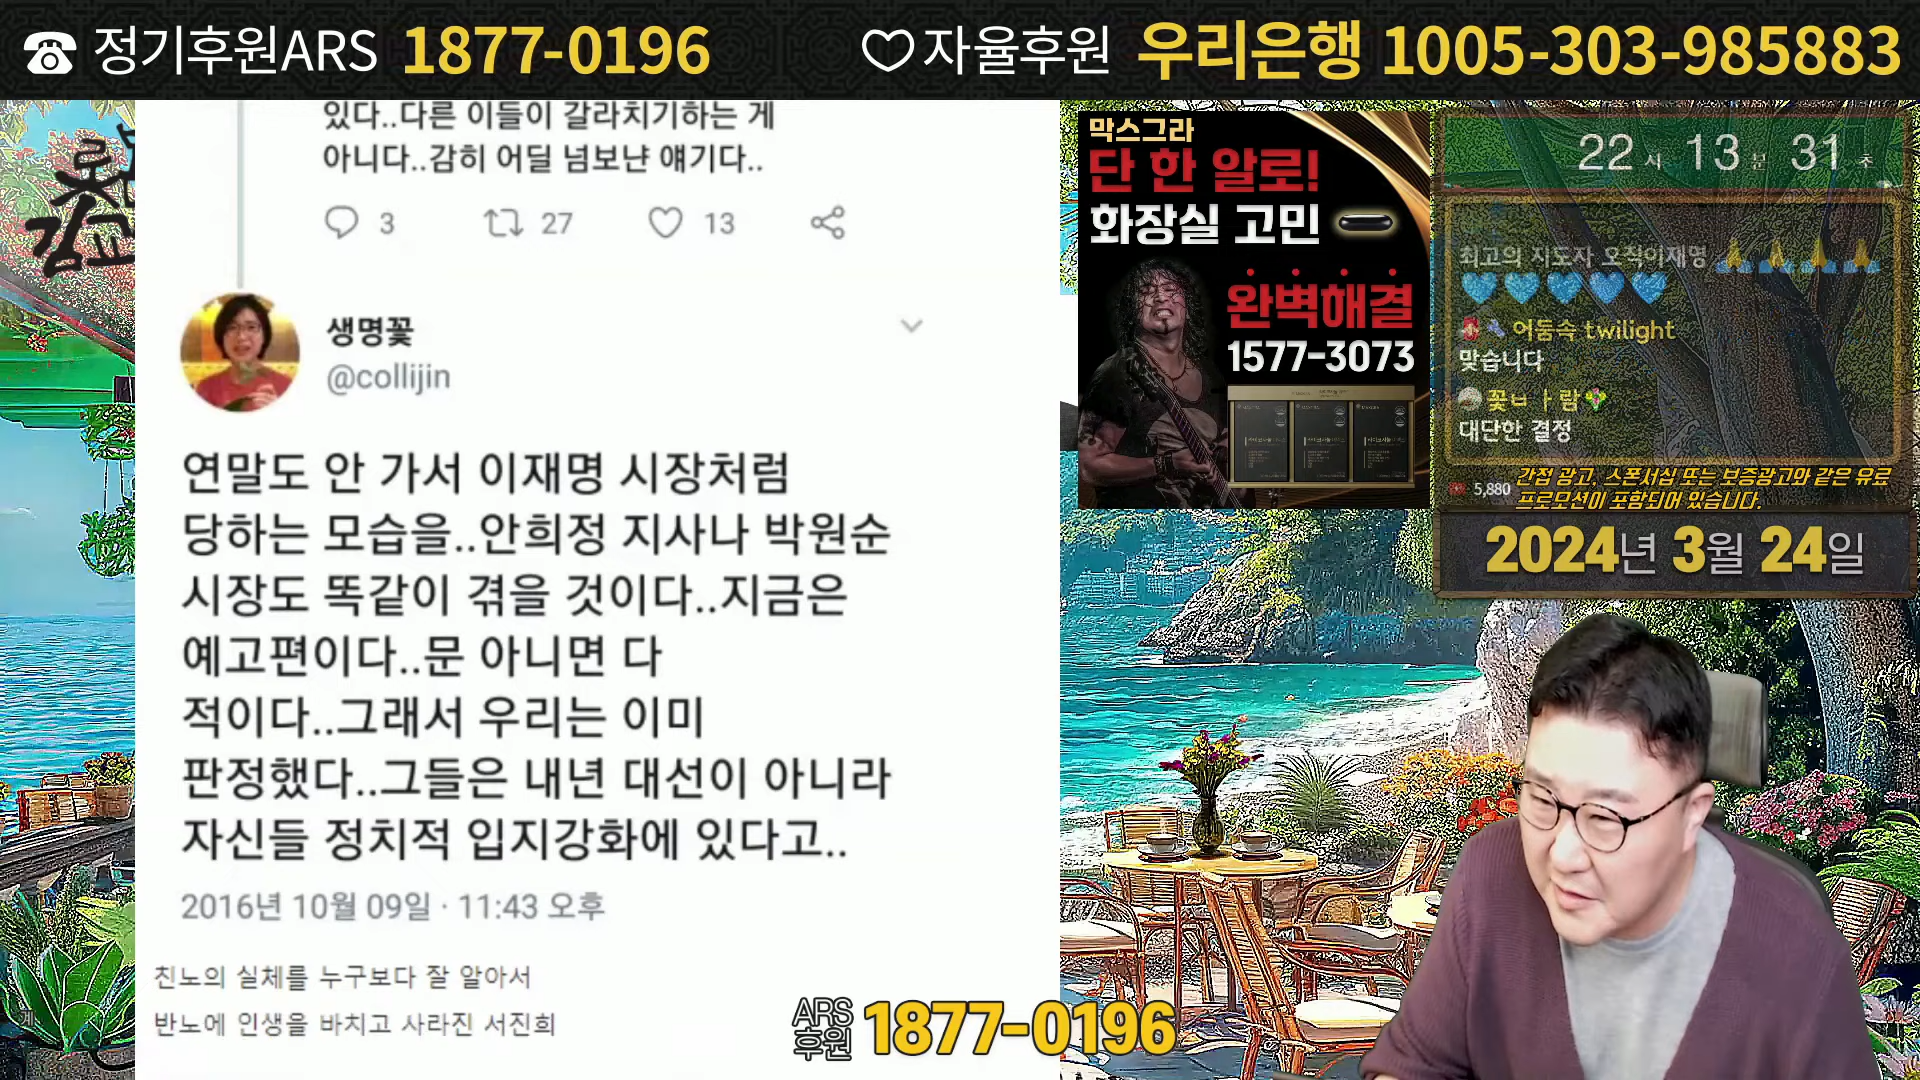 정기후원ARS 1877-0196
자율후원 우리은행 1005-303-985883
있다..다른 이들이 갈라치기하는 게
아니다..감히 어딜 넘보냔 얘기다..
3 27 13
생명꽃
@collijin
연말도 안 가서 이재명 시장처럼
당하는 모습을..안희정 지사나 박원순
시장도 똑같이 겪을 것이다..지금은
예고편이다..문 아니면 다
적이다..그래서 우리는 이미
판정했다..그들은 내년 대선이 아니라
자신들 정치적 입지강화에 있다고..
2016년 10월 09일 · 11:43 오후
친노의 실체를 누구보다 잘 알아서
반노에 인생을 바치고 사라진 서진희
막스그라
단 한 알로!
화장실 고민
완벽해결
1577-3073
22시 13분 31초
최고의 지도자 오직이재명 🙏🙏🙏🙏
💙💙💙💙💙
어둠속 twilight
맞습니다
꽃ㅂㅏ람💐
대단한 결정
5,880
간접 광고, 스폰서십 또는 보증광고와 같은 유료
프로모션이 포함되어 있습니다.
2024년 3월 24일
ARS
후원 1877-0196